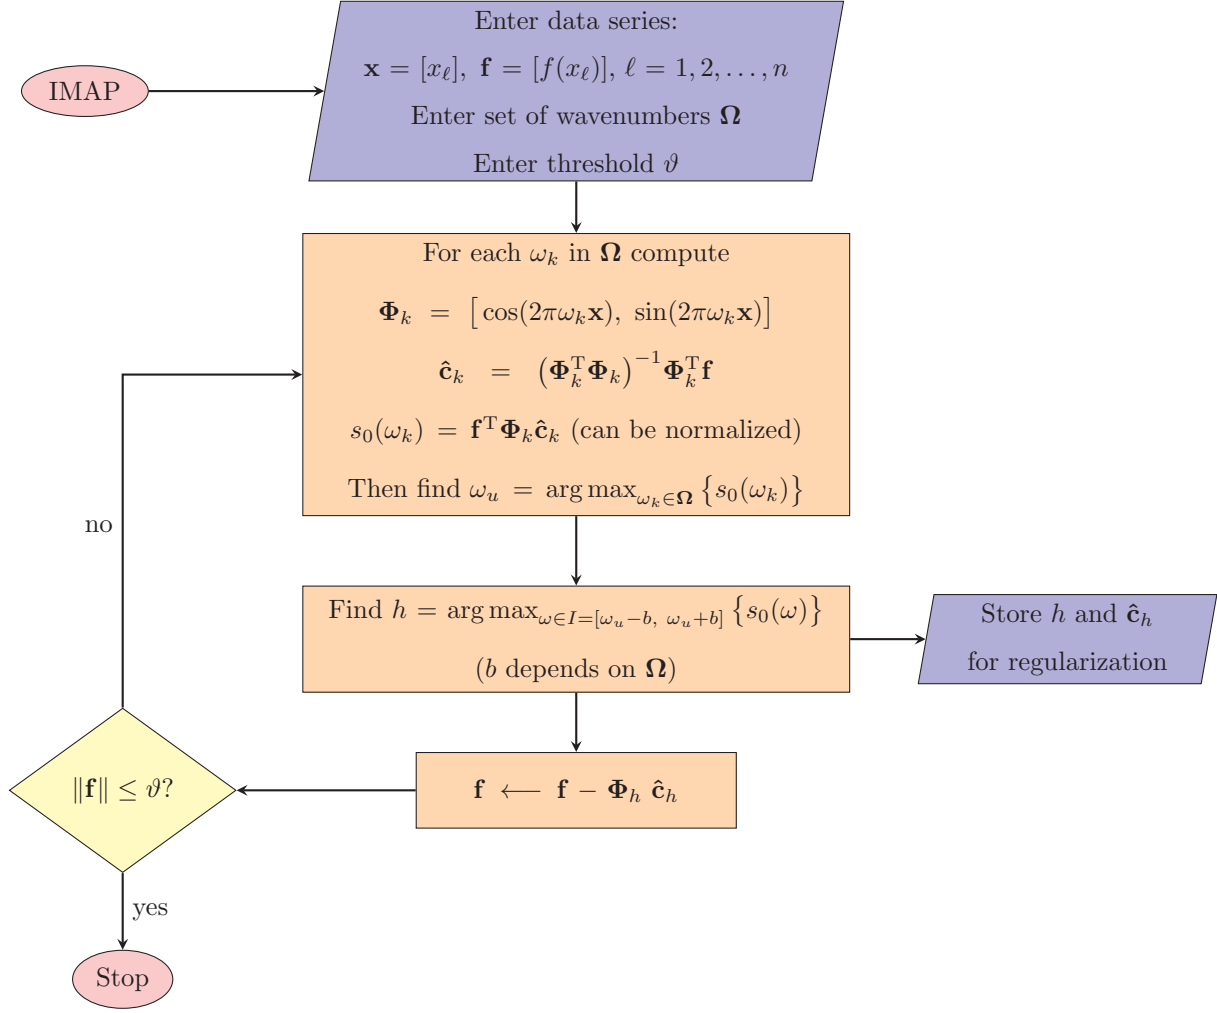 IMAP
Enter data series:
𝐱 = [x_ℓ], 𝐟 = [f(x_ℓ)], ℓ = 1, 2, . . . , n
Enter set of wavenumbers 𝛀
Enter threshold ϑ
For each ω_k in 𝛀 compute
𝚽_k = [ cos(2πω_k𝐱), sin(2πω_k𝐱)]
𝐜̂_k = (𝚽_k^T 𝚽_k)^{−1} 𝚽_k^T 𝐟
s_0(ω_k) = 𝐟^T 𝚽_k 𝐜̂_k (can be normalized)
Then find ω_u = arg max_{ω_k∈𝛀} {s_0(ω_k)}
no
Find h = arg max_{ω∈I=[ω_u−b, ω_u+b]} {s_0(ω)}
(b depends on 𝛀)
Store h and 𝐜̂_h
for regularization
‖𝐟‖ ≤ ϑ?
𝐟 ⟵ 𝐟 − 𝚽_h 𝐜̂_h
yes
Stop